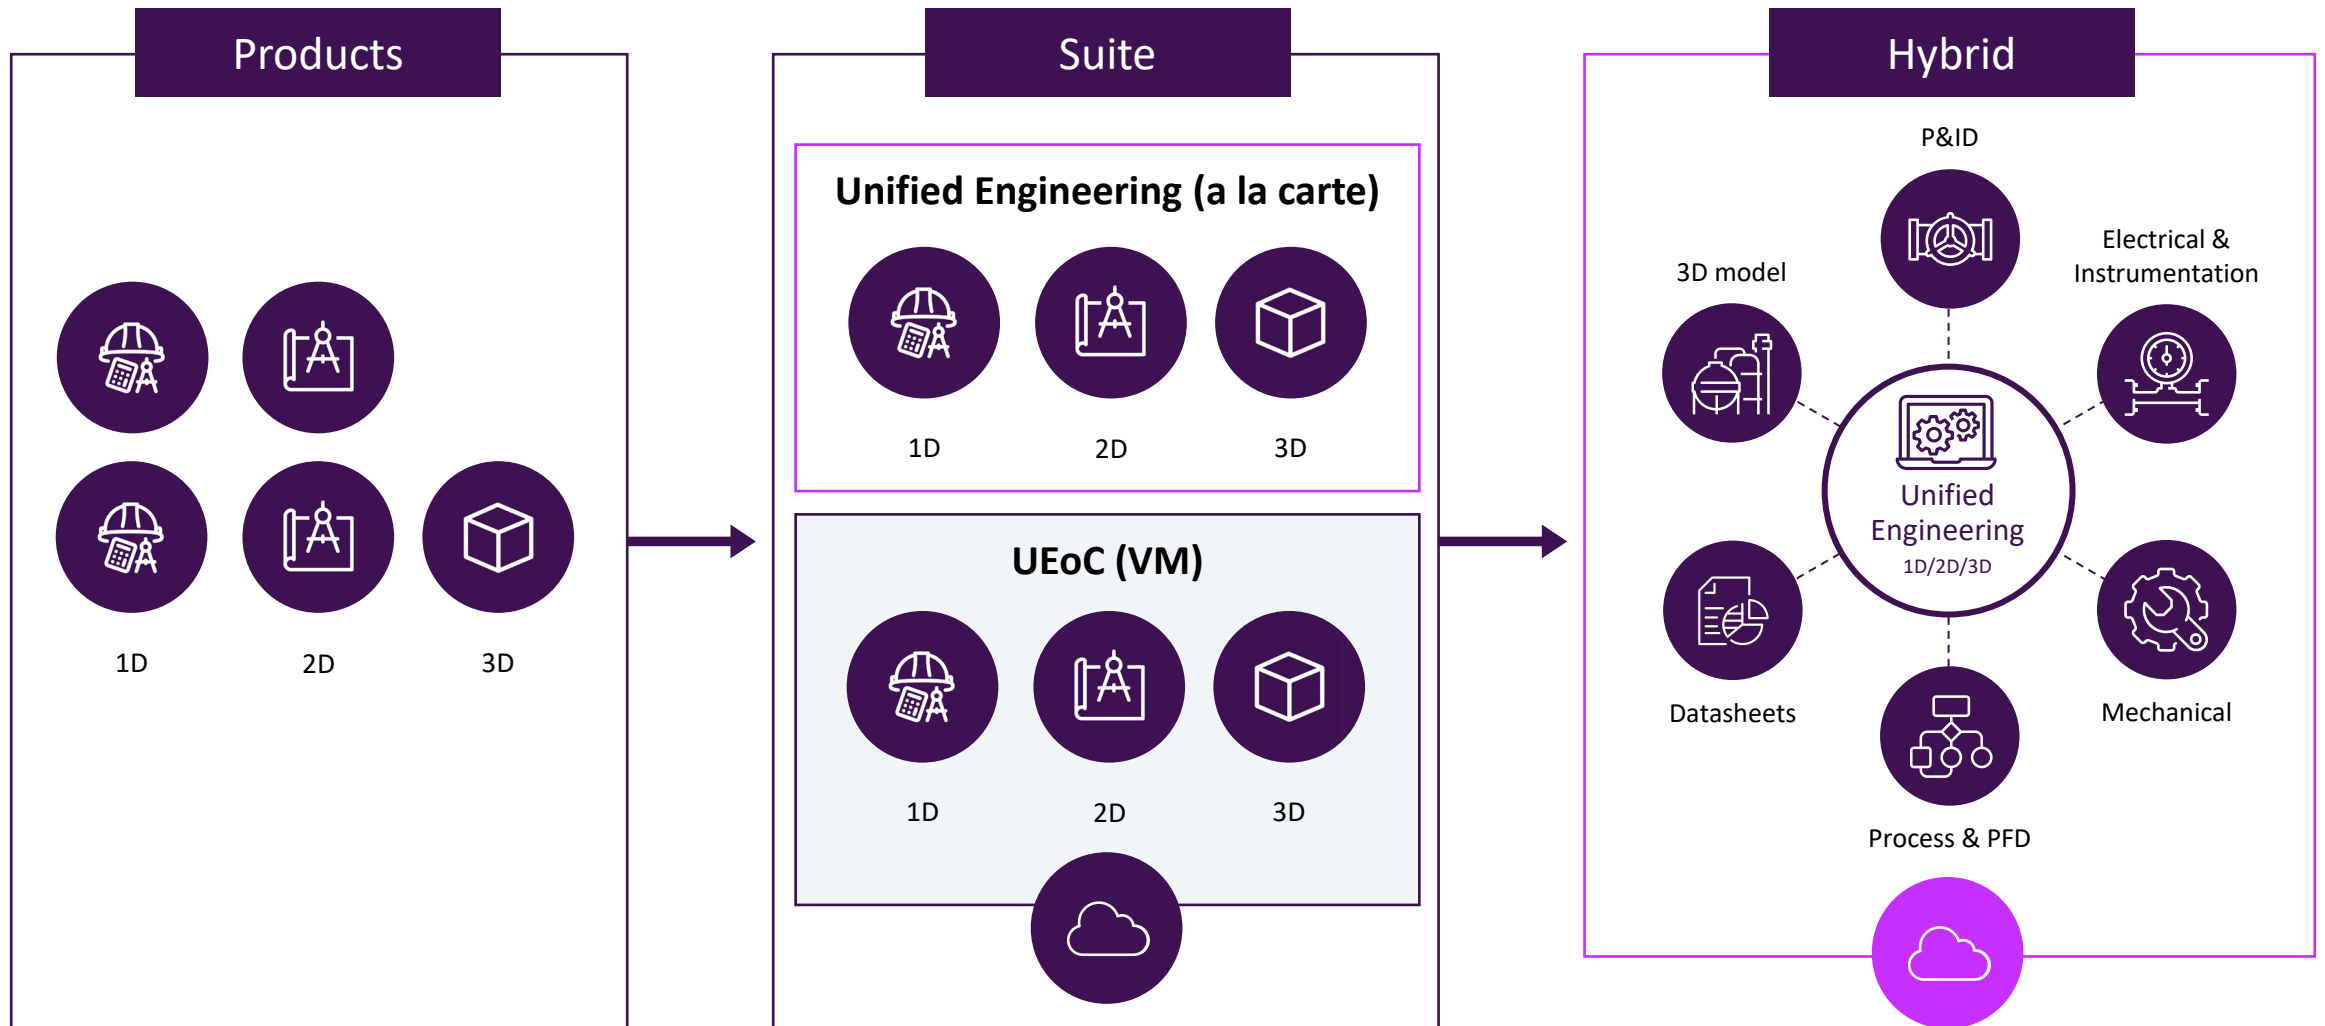 Products
1D
2D
3D
Suite
Unified Engineering (a la carte)
1D
2D
3D
UEoC (VM)
1D
2D
3D
Hybrid
P&ID
Electrical &
Instrumentation
3D model
Unified
Engineering
1D/2D/3D
Datasheets
Mechanical
Process & PFD